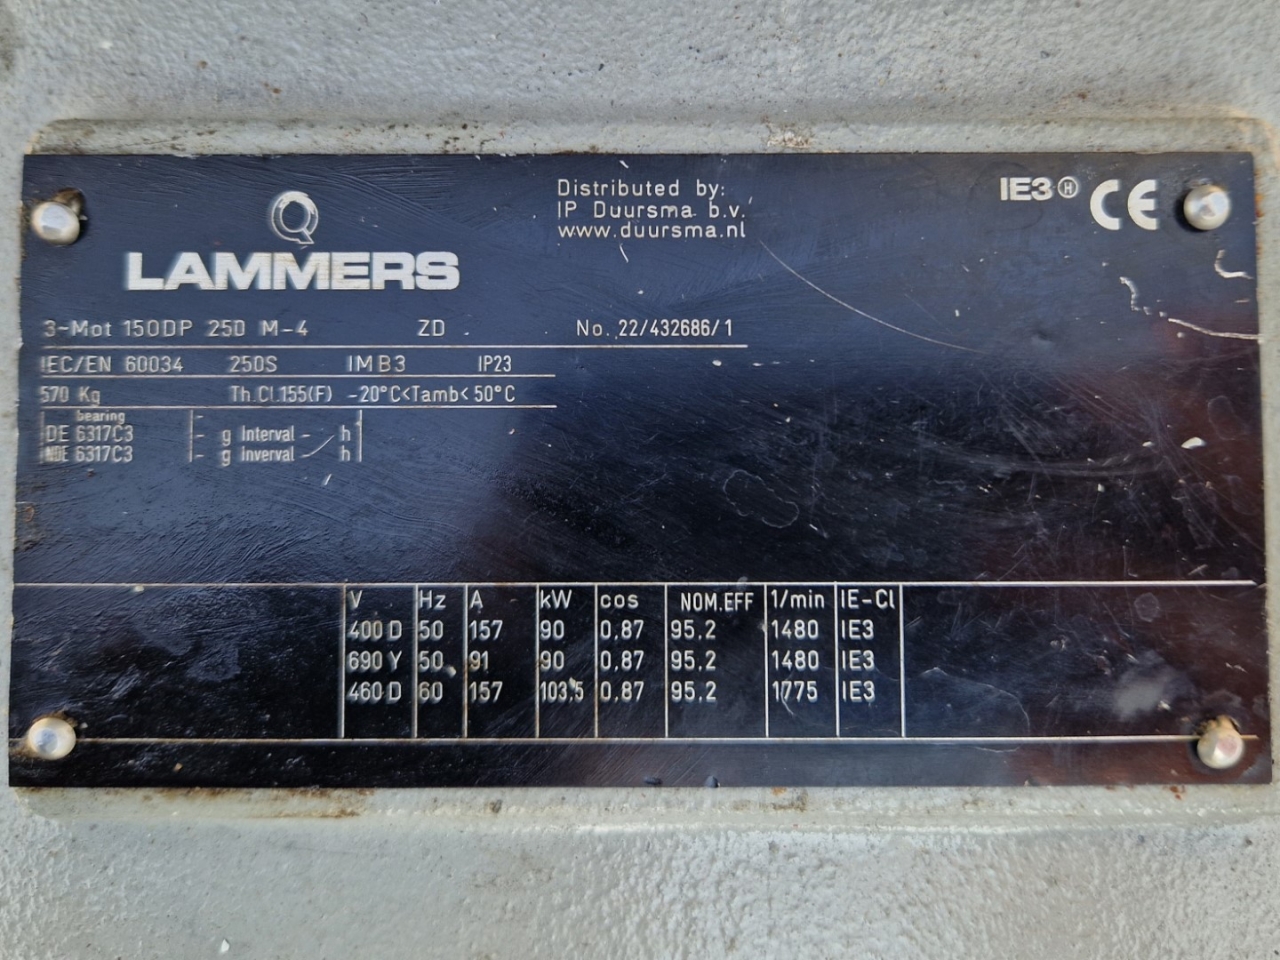 Q
LAMMERS
Distributed by:
IP Duursma b.v.
www.duursma.nl
IE3 Ⓗ CE
3~Mot 150DP 250 M-4 ZD No. 22/432686/1
IEC/EN 60034 250S IMB3 IP23
570 Kg Th.Cl.155(F) -20°C<Tamb<50°C
bearing
DE 6317C3 - g Interval - / h
NDE 6317C3 - g Inverval - / h
V Hz A kW cos NOM.EFF 1/min IE-Cl
400 D 50 157 90 0,87 95,2 1480 IE3
690 Y 50 91 90 0,87 95,2 1480 IE3
460 D 60 157 103,5 0,87 95,2 1775 IE3